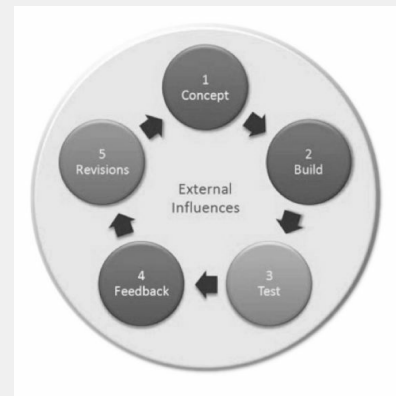 1
Concept
2
Build
3
Test
4
Feedback
5
Revisions
External
Influences